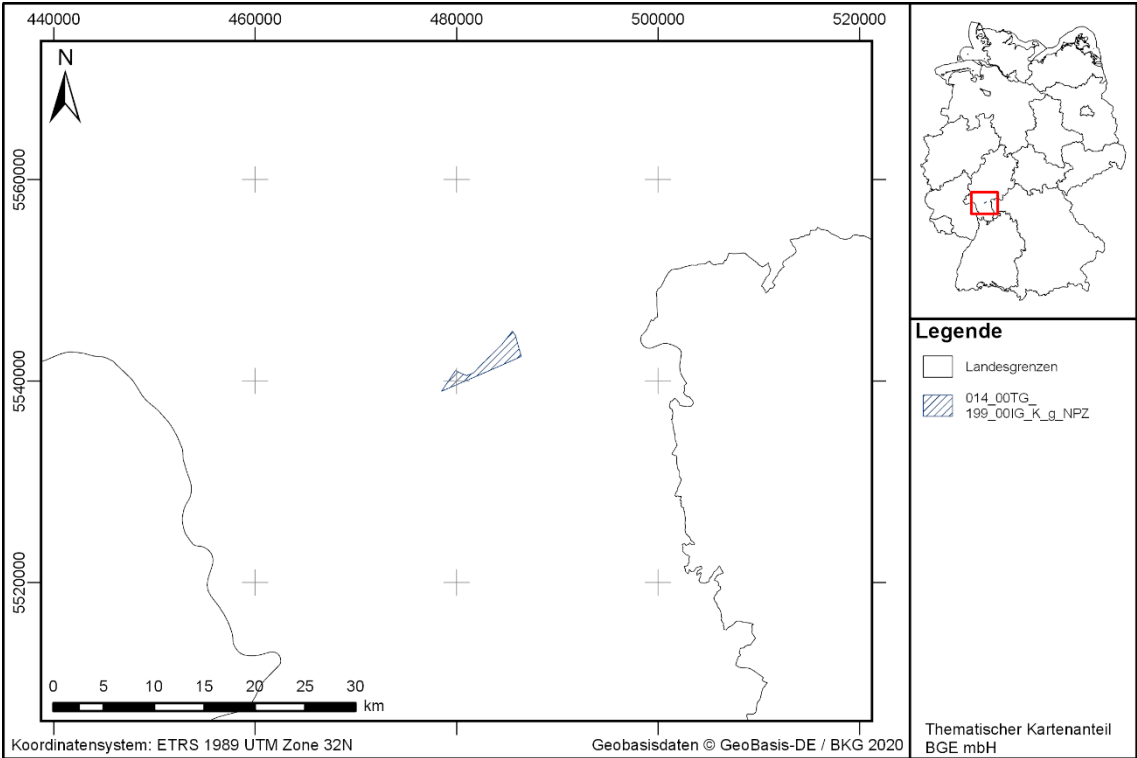 440000 460000 480000 500000 520000
N
5560000
5540000
5520000
0 5 10 15 20 25 30
km
Koordinatensystem: ETRS 1989 UTM Zone 32N
Geobasisdaten © GeoBasis-DE / BKG 2020
Legende
Landesgrenzen
014_00TG_
199_00IG_K_g_NPZ
Thematischer Kartenanteil
BGE mbH